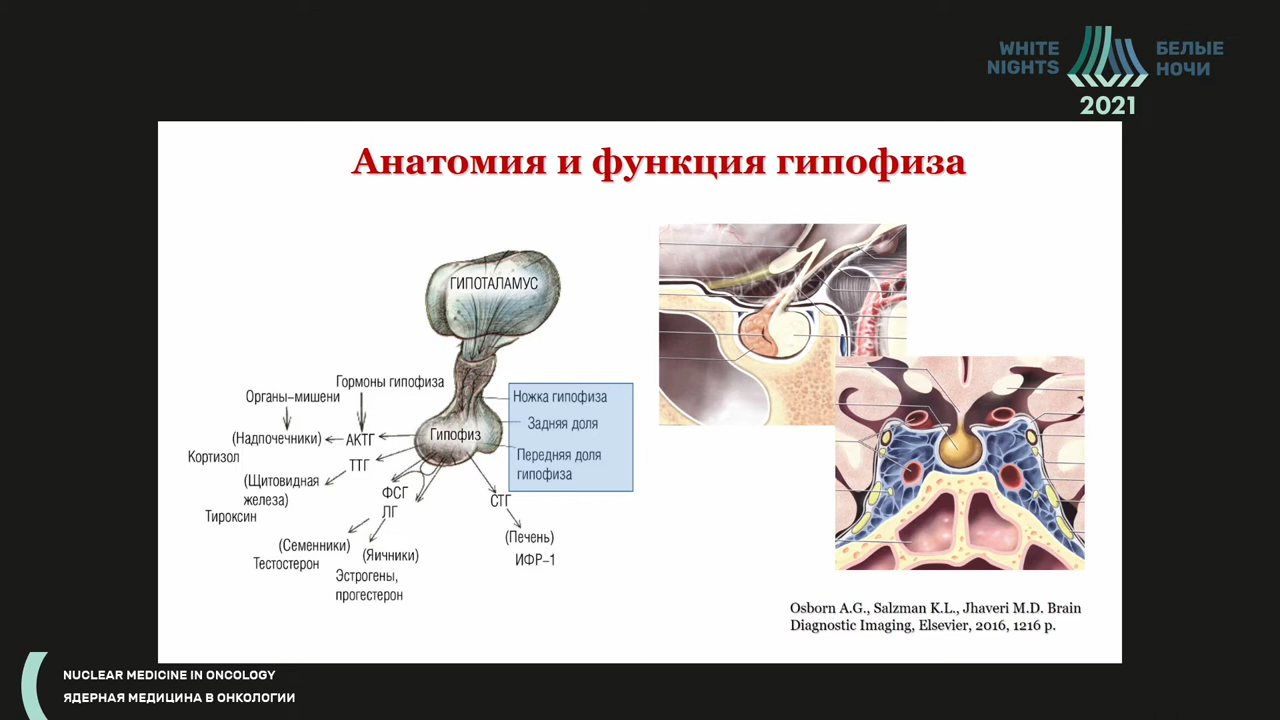 WHITE
NIGHTS
БЕЛЫЕ
НОЧИ
2021
Анатомия и функция гипофиза
ГИПОТАЛАМУС
Гормоны гипофиза
Органы–мишени
Ножка гипофиза
Задняя доля
Передняя доля
гипофиза
Гипофиз
(Надпочечники)
АКТГ
Кортизол
ТТГ
(Щитовидная
железа)
Тироксин
ФСГ
ЛГ
СТГ
(Печень)
ИФР–1
(Семенники)
Тестостерон
(Яичники)
Эстрогены,
прогестерон
Osborn A.G., Salzman K.L., Jhaveri M.D. Brain
Diagnostic Imaging, Elsevier, 2016, 1216 p.
NUCLEAR MEDICINE IN ONCOLOGY
ЯДЕРНАЯ МЕДИЦИНА В ОНКОЛОГИИ